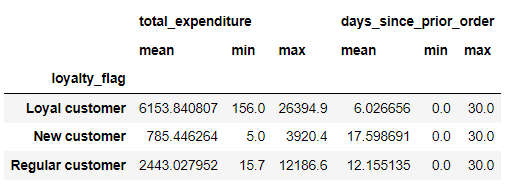 total_expenditure days_since_prior_order
mean min max mean min max
loyalty_flag
Loyal customer 6153.840807 156.0 26394.9 6.026656 0.0 30.0
New customer 785.446264 5.0 3920.4 17.598691 0.0 30.0
Regular customer 2443.027952 15.7 12186.6 12.155135 0.0 30.0